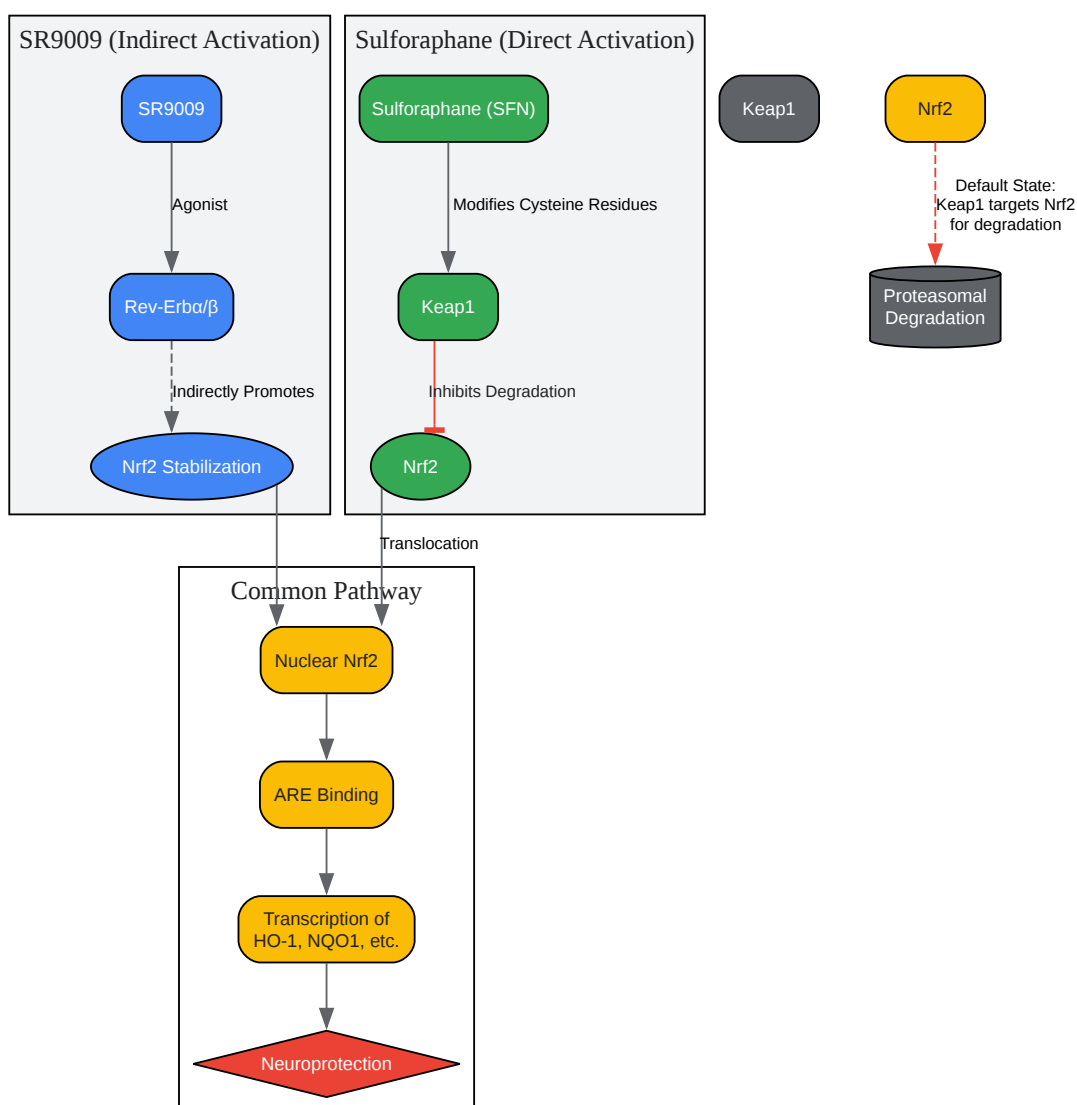 SR9009 (Indirect Activation)
SR9009
Agonist
Rev-Erbα/β
Indirectly Promotes
Nrf2 Stabilization
Sulforaphane (Direct Activation)
Sulforaphane (SFN)
Modifies Cysteine Residues
Keap1
Inhibits Degradation
Nrf2
Translocation
Keap1
Nrf2
Default State:
Keap1 targets Nrf2
for degradation
Proteasomal
Degradation
Common Pathway
Nuclear Nrf2
ARE Binding
Transcription of
HO-1, NQO1, etc.
Neuroprotection